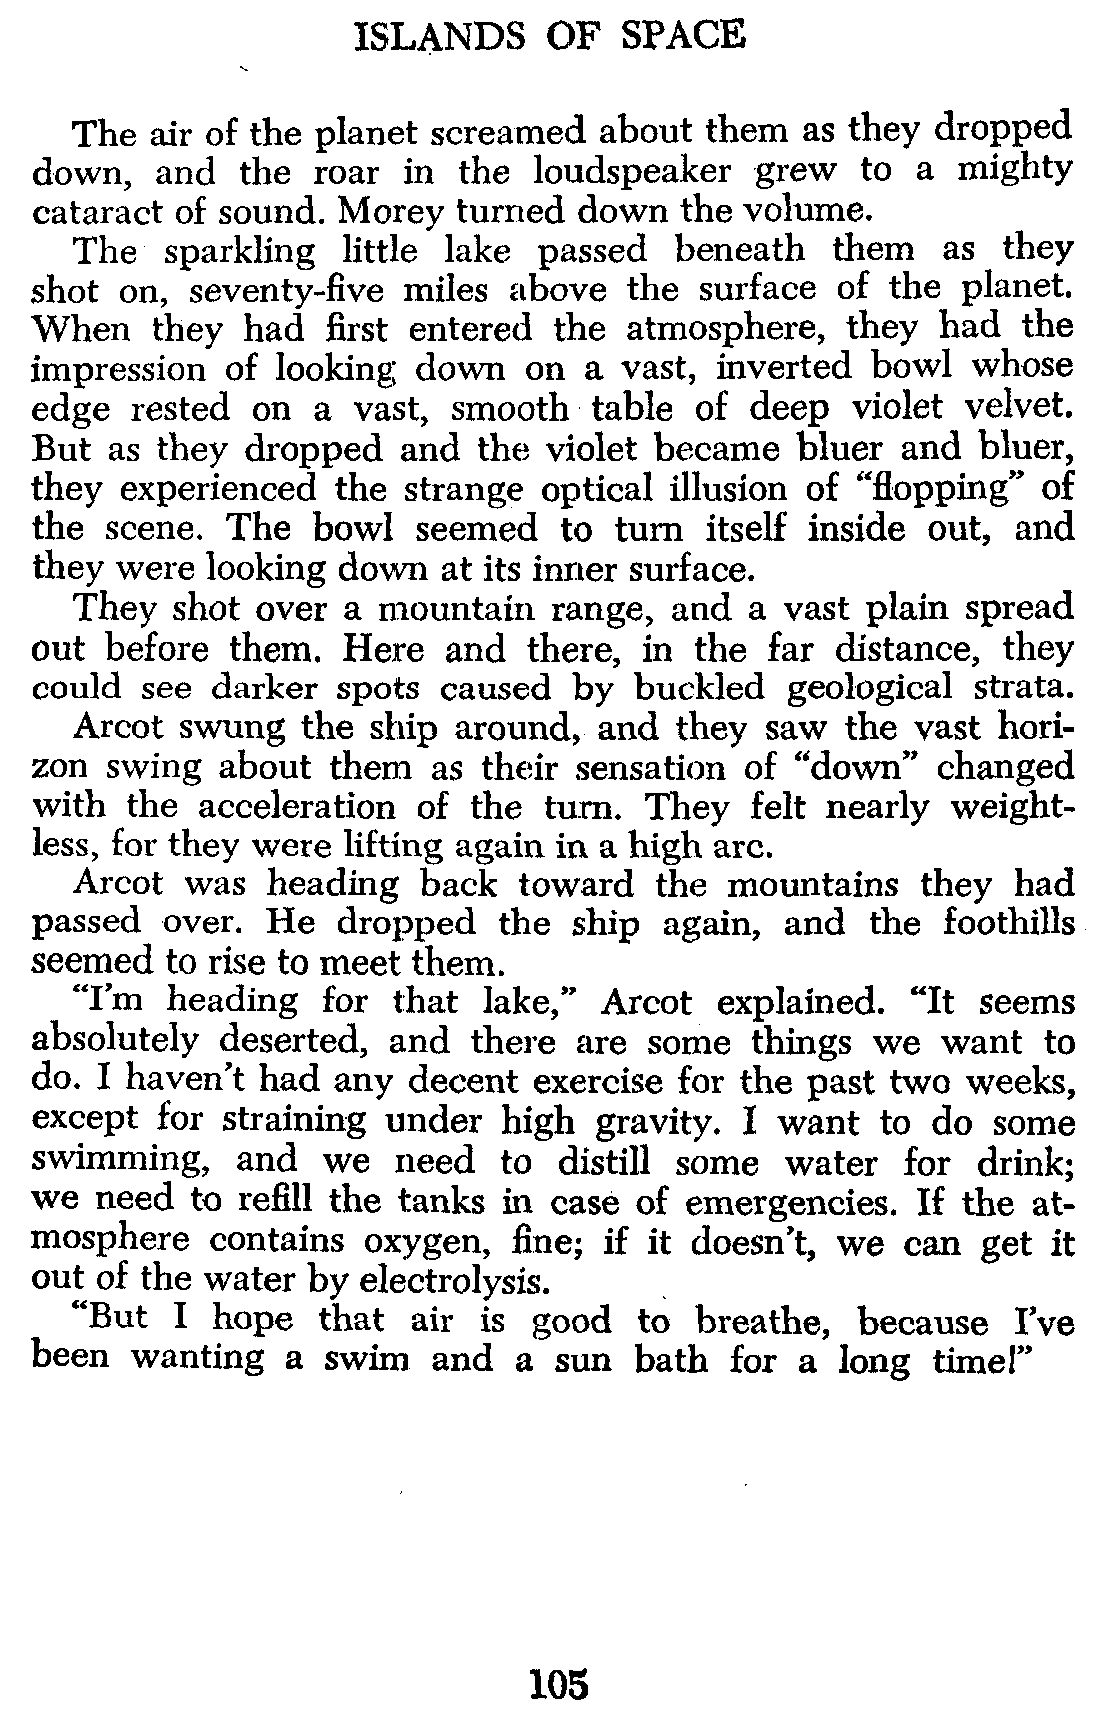 ISLANDS OF SPACE
The air of the planet screamed about them as they dropped
down, and the roar in the loudspeaker grew to a mighty
cataract of sound. Morey turned down the volume.
The sparkling little lake passed beneath them as they
shot on, seventy-five miles above the surface of the planet.
When they had first entered the atmosphere, they had the
impression of looking down on a vast, inverted bowl whose
edge rested on a vast, smooth table of deep violet velvet.
But as they dropped and the violet became bluer and bluer,
they experienced the strange optical illusion of “flopping” of
the scene. The bowl seemed to turn itself inside out, and
they were looking down at its inner surface.
They shot over a mountain range, and a vast plain spread
out before them. Here and there, in the far distance, they
could see darker spots caused by buckled geological strata.
Arcot swung the ship around, and they saw the vast hori-
zon swing about them as their sensation of “down” changed
with the acceleration of the turn. They felt nearly weight-
less, for they were lifting again in a high arc.
Arcot was heading back toward the mountains they had
passed over. He dropped the ship again, and the foothills
seemed to rise to meet them.
“I’m heading for that lake,” Arcot explained. “It seems
absolutely deserted, and there are some things we want to
do. I haven’t had any decent exercise for the past two weeks,
except for straining under high gravity. I want to do some
swimming, and we need to distill some water for drink;
we need to refill the tanks in case of emergencies. If the at-
mosphere contains oxygen, fine; if it doesn’t, we can get it
out of the water by electrolysis.
“But I hope that air is good to breathe, because I’ve
been wanting a swim and a sun bath for a long time!”
105